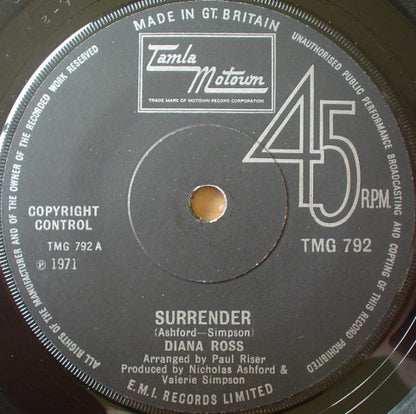 MADE IN GT. BRITAIN
Tamla
Motown
TRADE MARK OF MOTOWN RECORD CORPORATION
45
R.P.M.
COPYRIGHT
CONTROL
TMG 792 A
℗ 1971
TMG 792
SURRENDER
(Ashford—Simpson)
DIANA ROSS
Arranged by Paul Riser
Produced by Nicholas Ashford &
Valerie Simpson
E.M.I. RECORDS LIMITED
ALL RIGHTS OF THE MANUFACTURER AND OF THE OWNER OF THE RECORDED WORK RESERVED
UNAUTHORISED PUBLIC PERFORMANCE BROADCASTING AND COPYING OF THIS RECORD PROHIBITED